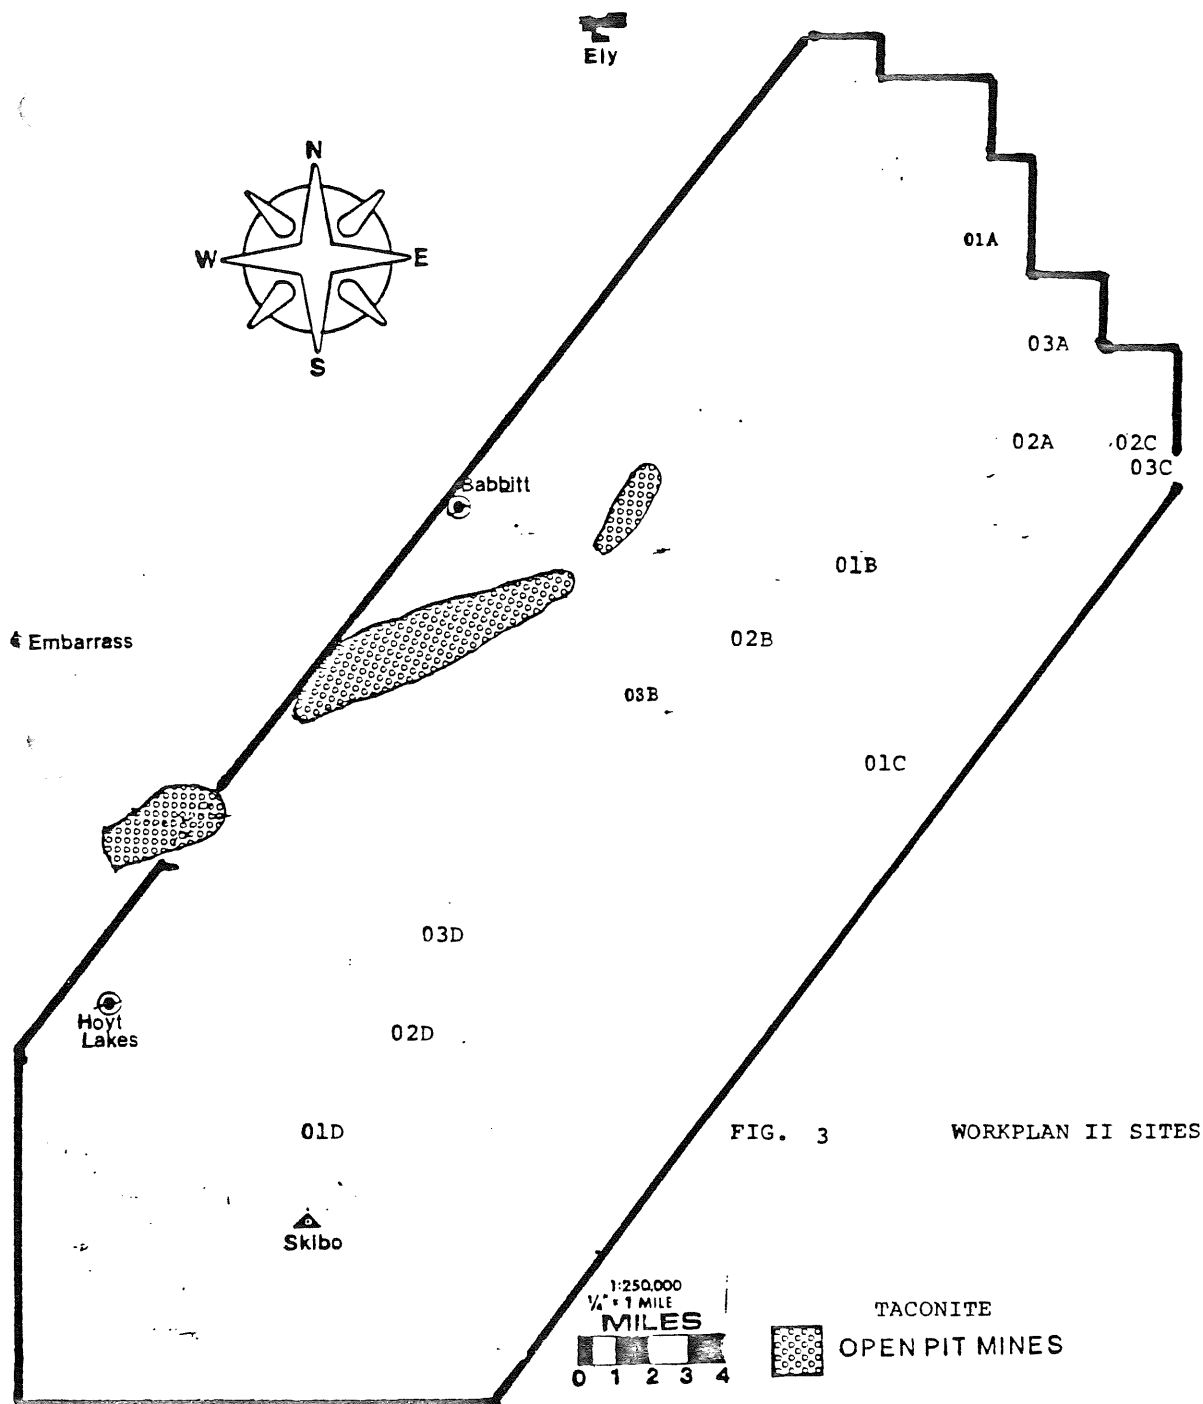 Ely
N
W
E
S
01A
03A
02A
02C
03C
Babbitt
01B
Embarrass
02B
03B
01C
03D
Hoyt
Lakes
02D
01D
FIG. 3
WORKPLAN II SITES
Skibo
1:250,000
¼" = 1 MILE
MILES
0 1 2 3 4
TACONITE
OPEN PIT MINES